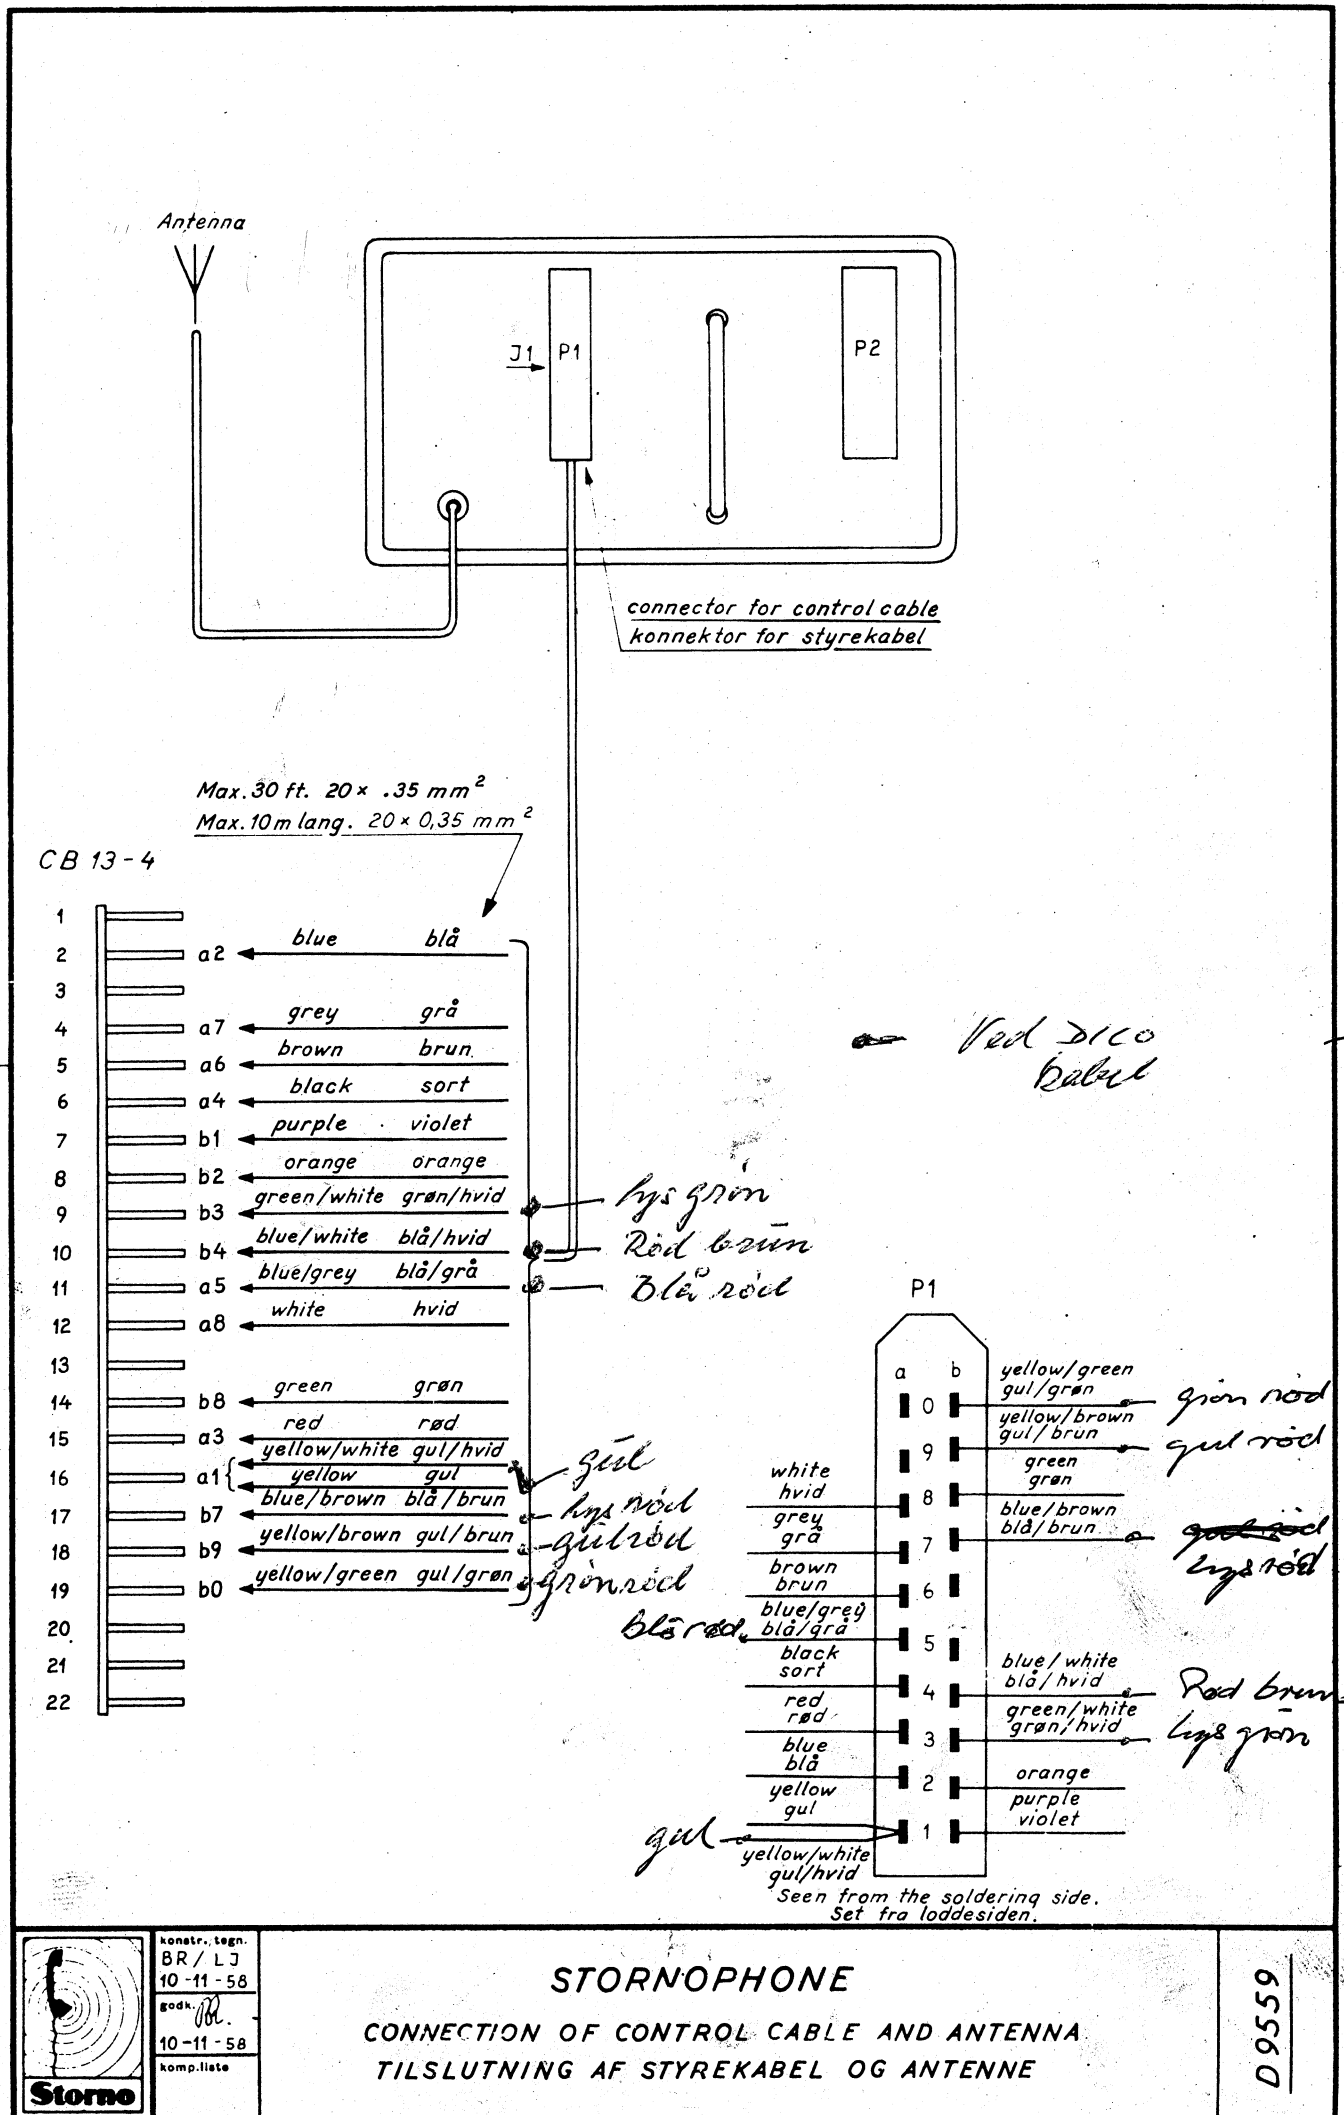 Antenna
J1 P1
P2
connector for control cable
konnektor for styrekabel
Max. 30 ft. 20 × .35 mm²
Max. 10 m lang. 20 × 0,35 mm²
CB 13-4
1
2 a2 blue blå
3
4 a7 grey grå
5 a6 brown brun
6 a4 black sort
7 b1 purple violet
8 b2 orange orange
9 b3 green/white grøn/hvid lys grön
10 b4 blue/white blå/hvid Rød brun
11 a5 blue/grey blå/grå Blå rød
12 a8 white hvid
13
14 b8 green grøn
15 a3 red rød
yellow/white gul/hvid
16 a1 yellow gul gul
17 b7 blue/brown blå/brun lys rød
18 b9 yellow/brown gul/brun gul rød
19 b0 yellow/green gul/grøn grön rød
20
21
22
Ved DICO
kabel
P1
a b
yellow/green
gul/grøn
0 grön rød
yellow/brown
gul/brun
9 gul rød
green
grøn
white
hvid
8
blue/brown
blå/brun
grey
grå
7 gul rød
lys rød
brown
brun
6
blue/grey
blå/grå
blå rød 5
black
sort
blue/white
blå/hvid
4 Rød brun
red
rød
green/white
grøn/hvid
3 lys grön
blue
blå
2
orange
yellow
gul
purple
violet
gul 1
yellow/white
gul/hvid
Seen from the soldering side.
Set fra loddesiden.
Storno
konstr., tegn.
BR / LJ
10-11-58
godk.
10-11-58
komp.liste
STORNOPHONE
CONNECTION OF CONTROL CABLE AND ANTENNA
TILSLUTNING AF STYREKABEL OG ANTENNE
D9559